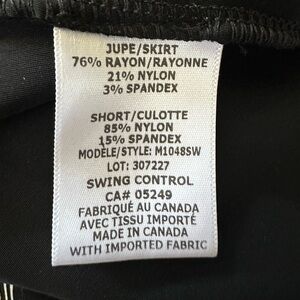 JUPE/SKIRT
76% RAYON/RAYONNE
21% NYLON
3% SPANDEX
SHORT/CULOTTE
85% NYLON
15% SPANDEX
MODÈLE/STYLE: M1048SW
LOT: 307227
SWING CONTROL
CA# 05249
FABRIQUÉ AU CANADA
AVEC TISSU IMPORTÉ
MADE IN CANADA
WITH IMPORTED FABRIC